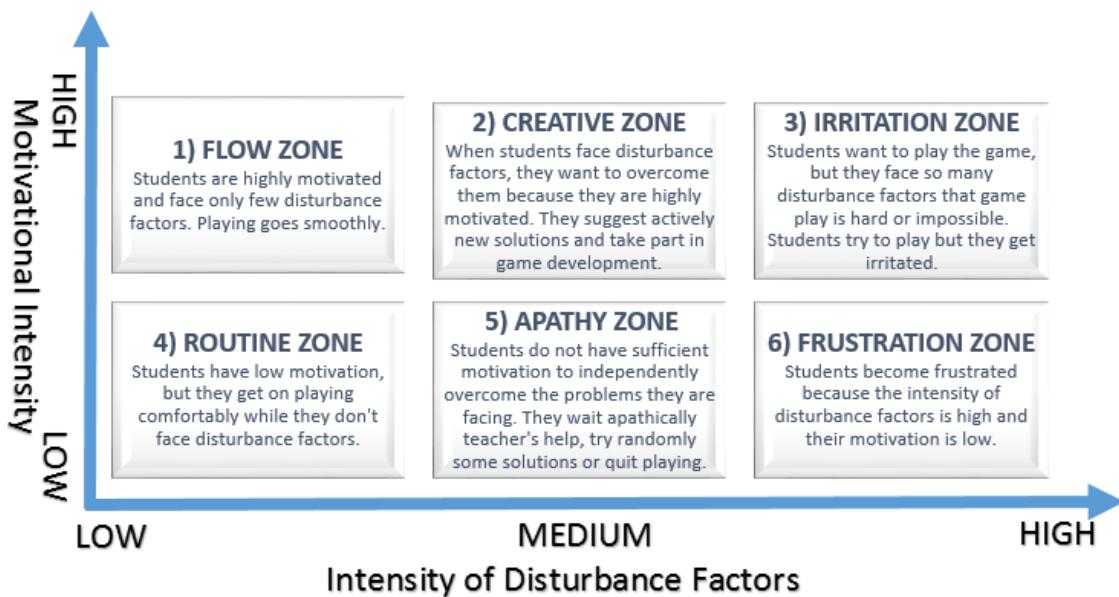 HIGH
Motivational Intensity
LOW
1) FLOW ZONE
Students are highly motivated
and face only few disturbance
factors. Playing goes smoothly.
2) CREATIVE ZONE
When students face disturbance
factors, they want to overcome
them because they are highly
motivated. They suggest actively
new solutions and take part in
game development.
3) IRRITATION ZONE
Students want to play the game,
but they face so many
disturbance factors that game
play is hard or impossible.
Students try to play but they get
irritated.
4) ROUTINE ZONE
Students have low motivation,
but they get on playing
comfortably while they don't
face disturbance factors.
5) APATHY ZONE
Students do not have sufficient
motivation to independently
overcome the problems they are
facing. They wait apathically
teacher's help, try randomly
some solutions or quit playing.
6) FRUSTRATION ZONE
Students become frustrated
because the intensity of
disturbance factors is high and
their motivation is low.
LOW
MEDIUM
HIGH
Intensity of Disturbance Factors